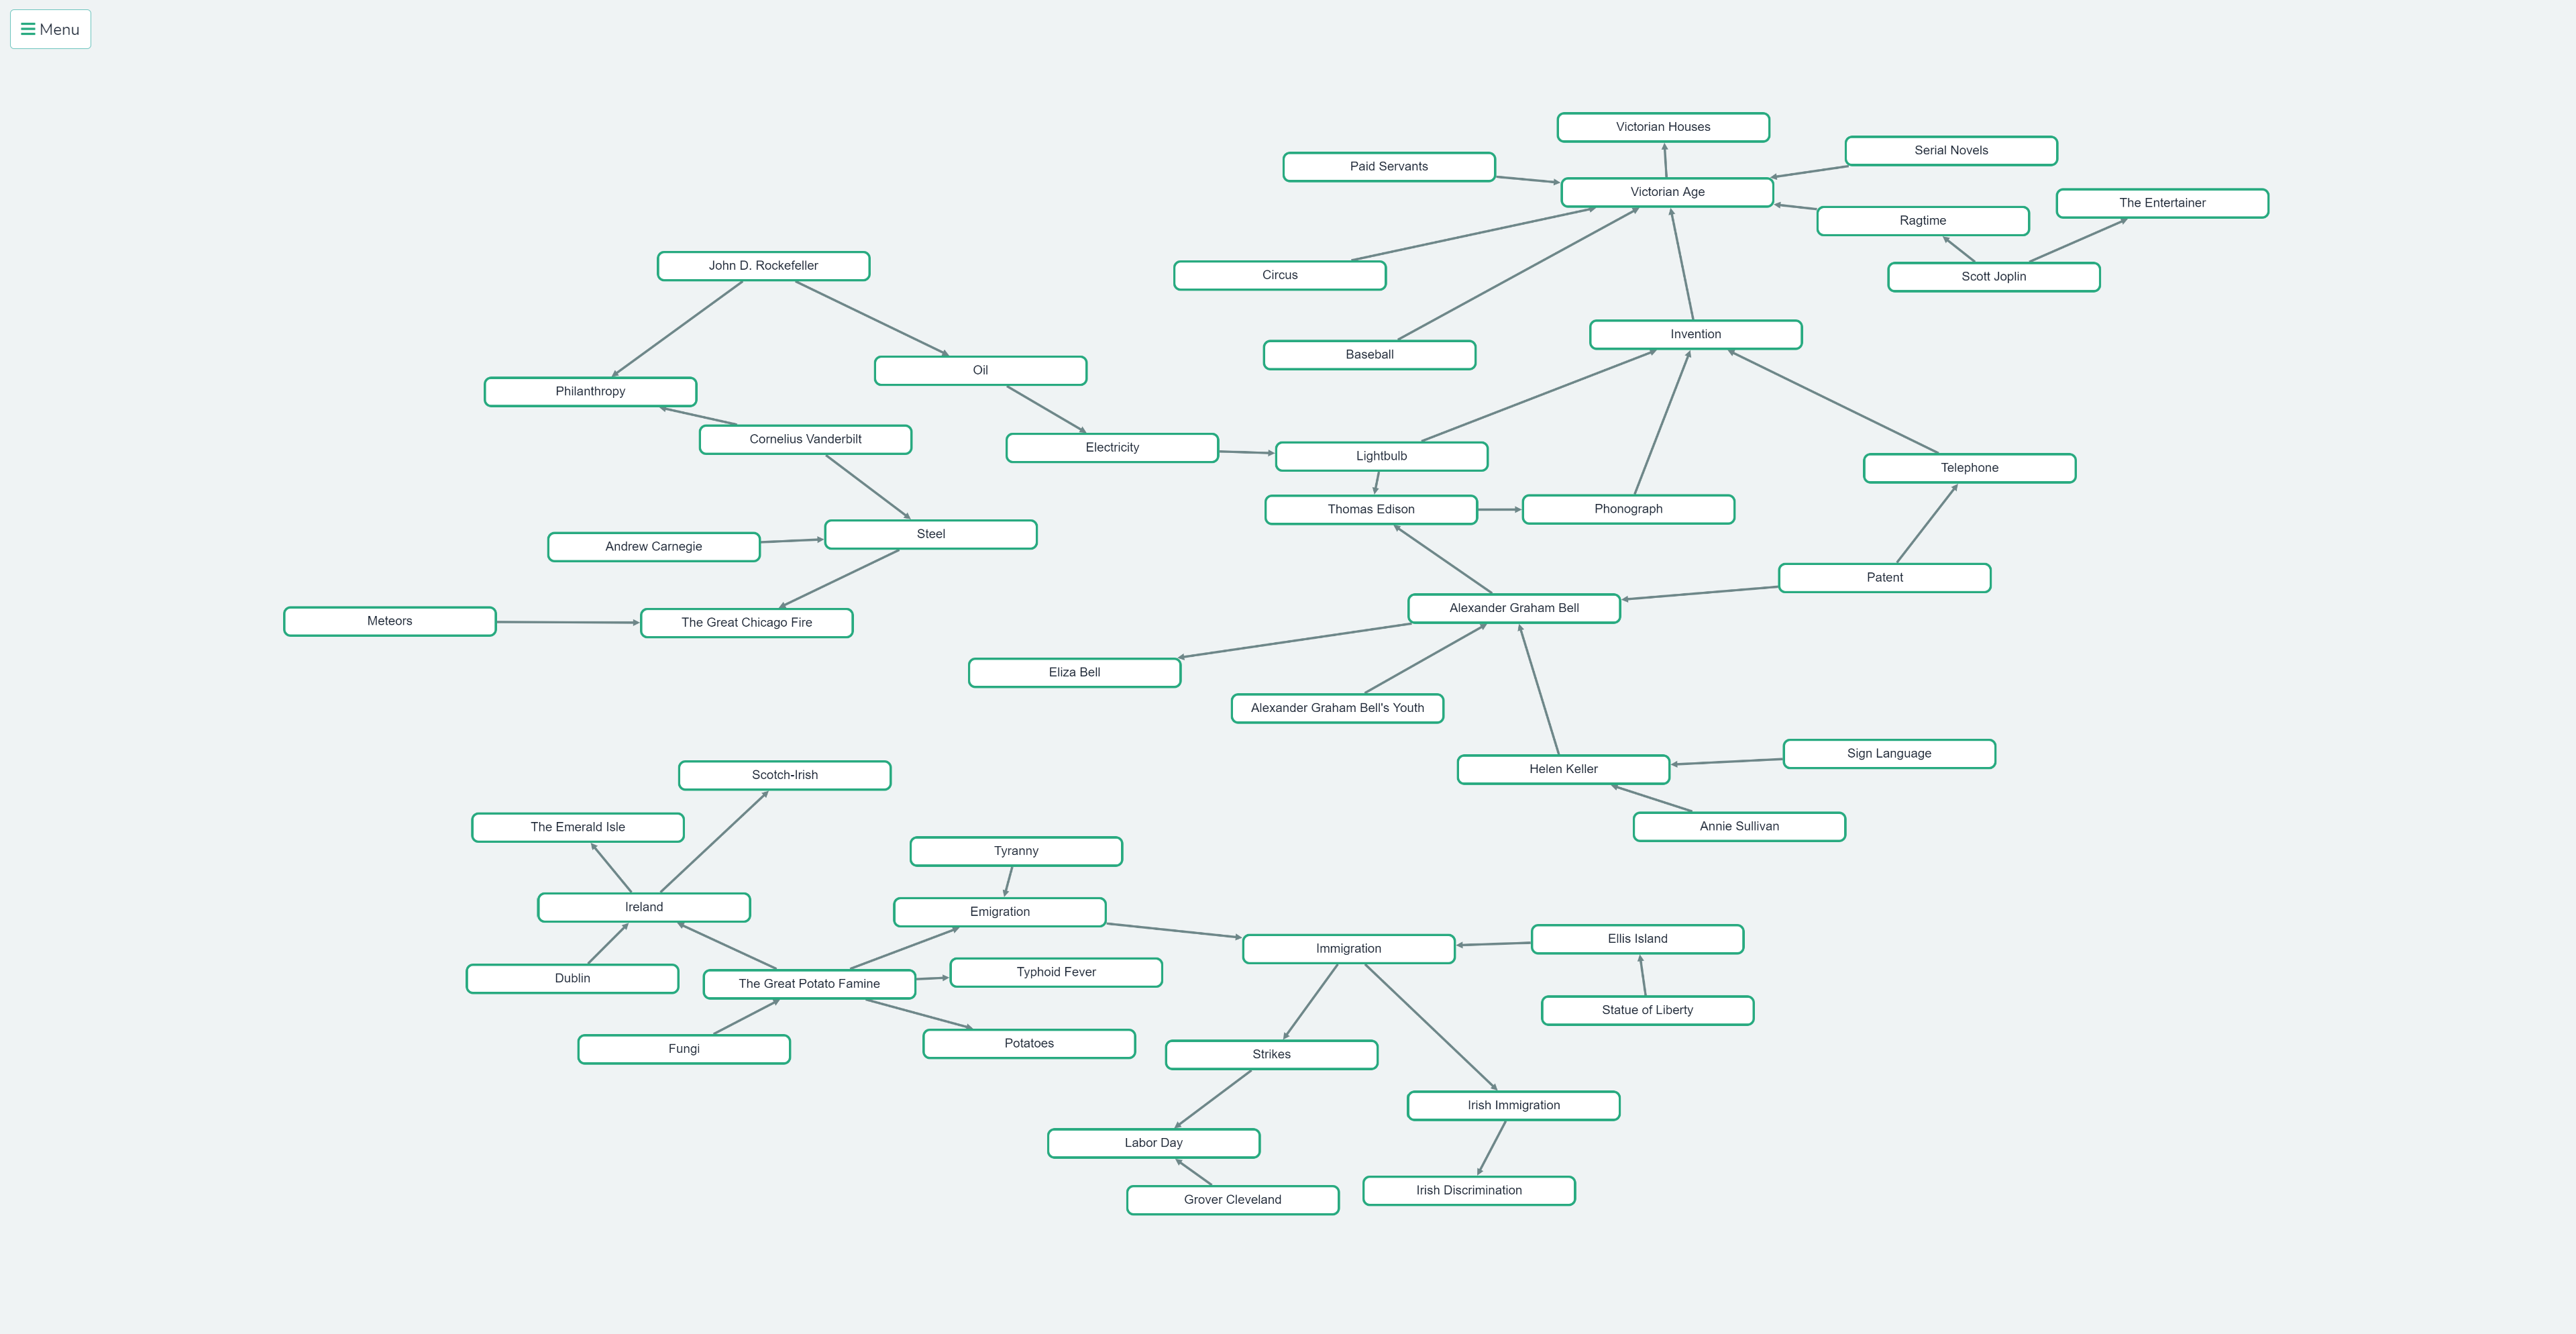 Menu
Victorian Houses
Serial Novels
Paid Servants
Victorian Age
The Entertainer
Ragtime
John D. Rockefeller
Circus
Scott Joplin
Invention
Baseball
Oil
Philanthropy
Cornelius Vanderbilt
Electricity
Lightbulb
Telephone
Thomas Edison
Phonograph
Steel
Andrew Carnegie
Patent
Alexander Graham Bell
Meteors
The Great Chicago Fire
Eliza Bell
Alexander Graham Bell's Youth
Sign Language
Helen Keller
Scotch-Irish
The Emerald Isle
Annie Sullivan
Tyranny
Ireland
Emigration
Ellis Island
Immigration
Typhoid Fever
Dublin
The Great Potato Famine
Statue of Liberty
Potatoes
Fungi
Strikes
Irish Immigration
Labor Day
Irish Discrimination
Grover Cleveland